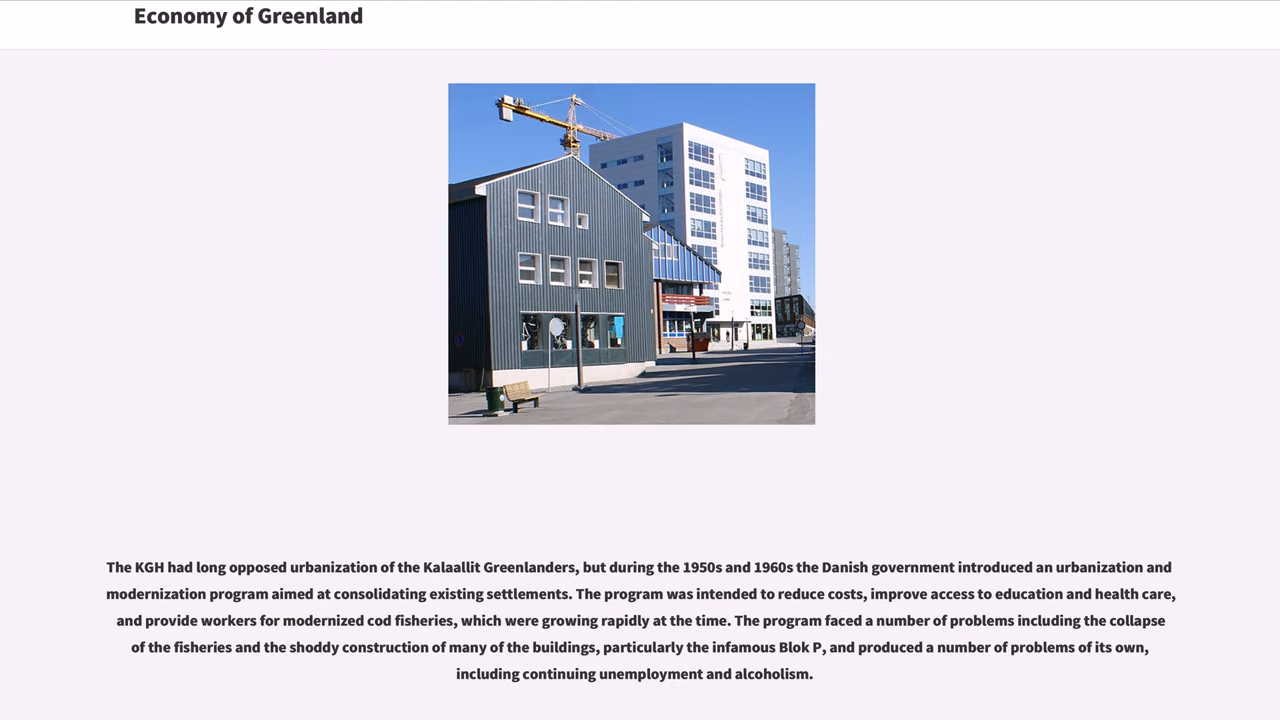 Economy of Greenland
The KGH had long opposed urbanization of the Kalaallit Greenlanders, but during the 1950s and 1960s the Danish government introduced an urbanization and
modernization program aimed at consolidating existing settlements. The program was intended to reduce costs, improve access to education and health care,
and provide workers for modernized cod fisheries, which were growing rapidly at the time. The program faced a number of problems including the collapse
of the fisheries and the shoddy construction of many of the buildings, particularly the infamous Blok P, and produced a number of problems of its own,
including continuing unemployment and alcoholism.